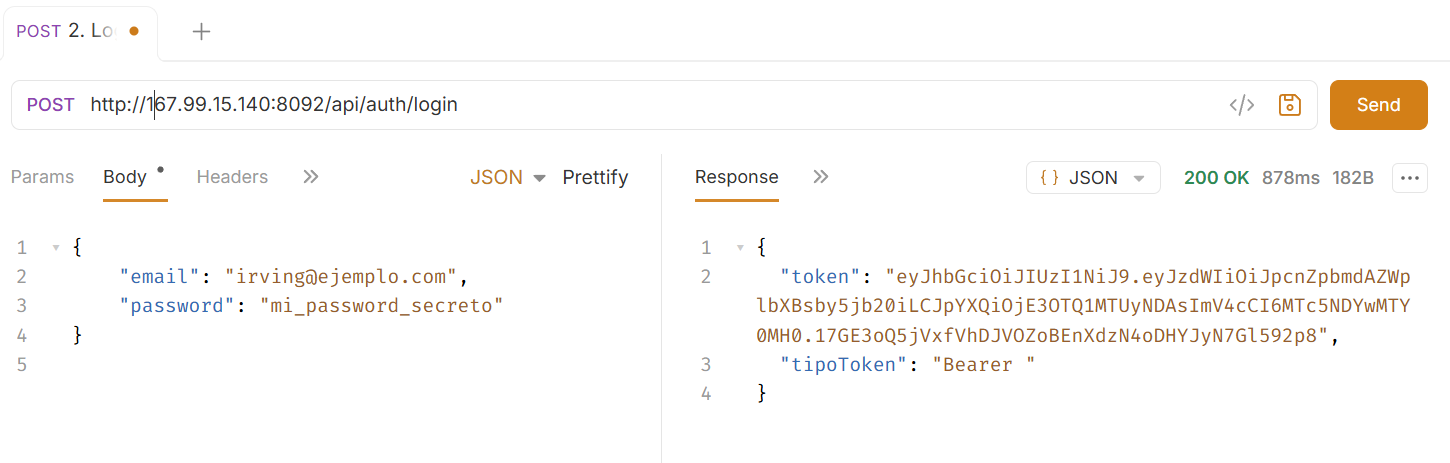 POST 2. Lo
POST http://167.99.15.140:8092/api/auth/login
Send
Params Body Headers JSON Prettify
1 {
2 "email": "irving@ejemplo.com",
3 "password": "mi_password_secreto"
4 }
5
Response {} JSON 200 OK 878ms 182B
1 {
2 "token": "eyJhbGciOiJIUzI1NiJ9.eyJzdWIiOiJpcnZpbmdAZWp
lbXBsby5jb20iLCJpYXQiOjE3OTQ1MTUyNDAsImV4cCI6MTc5NDYwMTY
0MH0.17GE3oQ5jVxfVhDJVOZoBEnXdzN4oDHYJyN7Gl592p8",
3 "tipoToken": "Bearer "
4 }